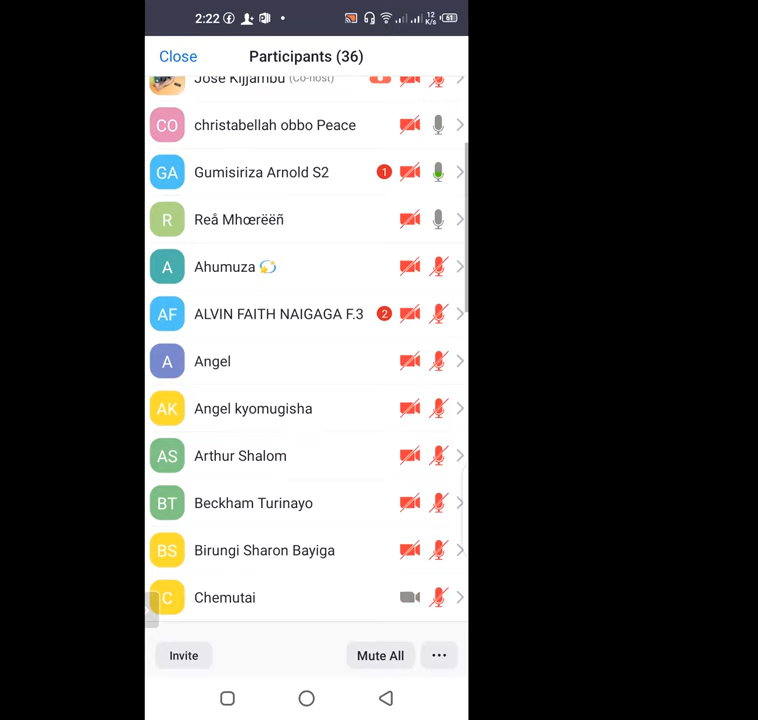 2:22 12 K/s 61
Close Participants (36)
Jose Kijjambu (Co-host)
CO christabellah obbo Peace
GA Gumisiriza Arnold S2 1
R Reå Mhœrëëñ
A Ahumuza 💫
AF ALVIN FAITH NAIGAGA F.3 2
A Angel
AK Angel kyomugisha
AS Arthur Shalom
BT Beckham Turinayo
BS Birungi Sharon Bayiga
C Chemutai
Invite Mute All ...